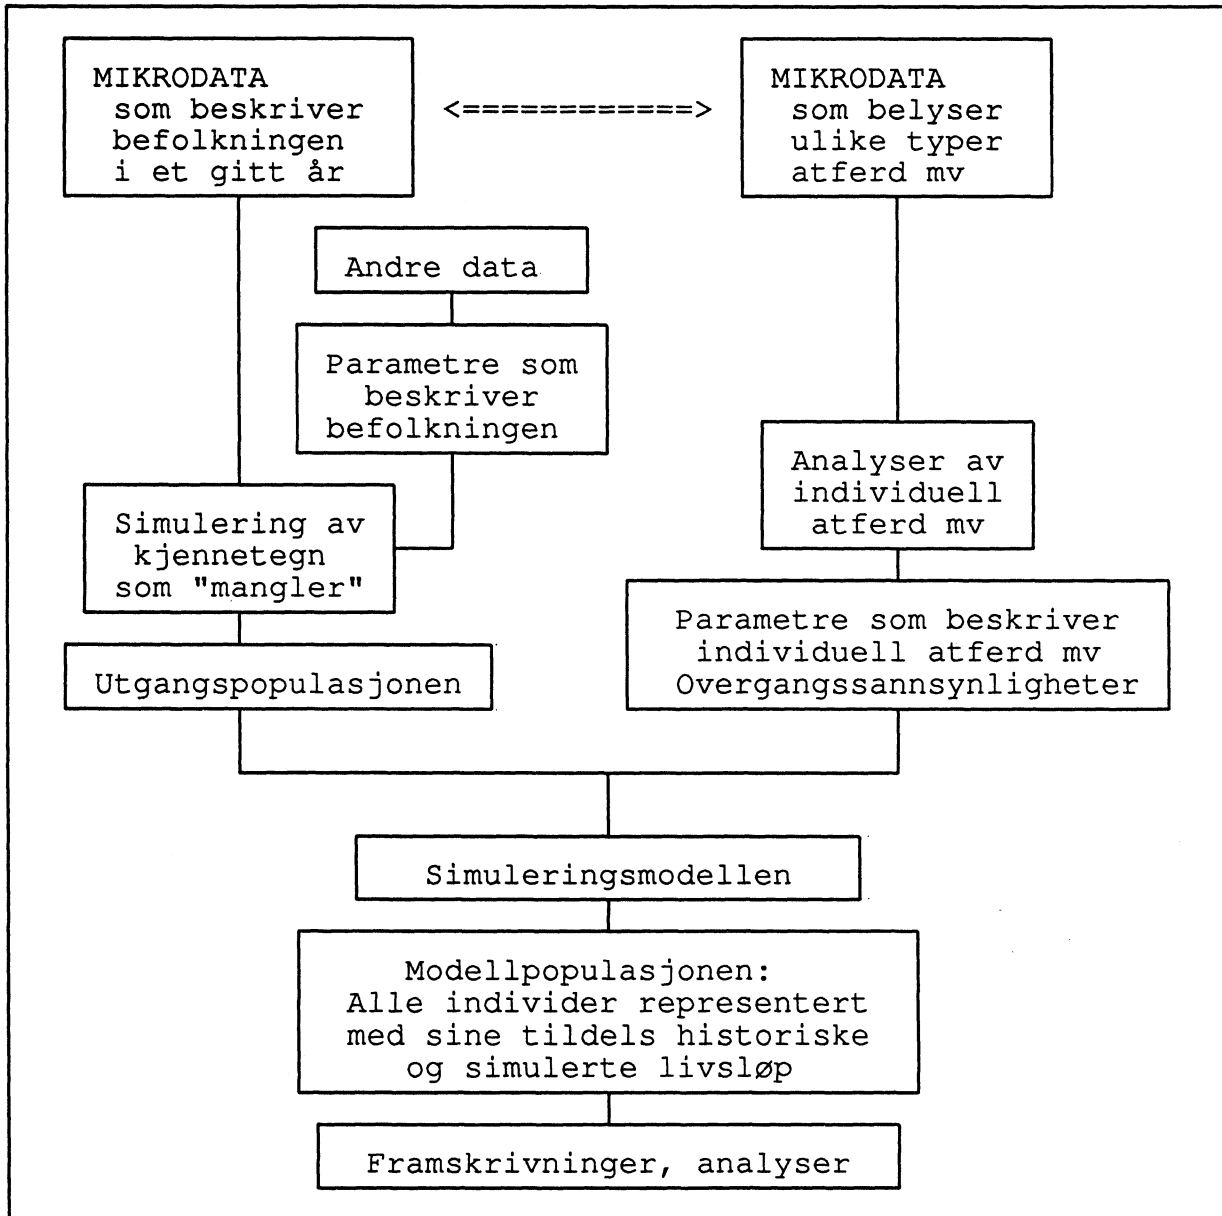 MIKRODATA
som beskriver
befolkningen
i et gitt år
<============>
MIKRODATA
som belyser
ulike typer
atferd mv
Andre data
Parametre som
beskriver
befolkningen
Analyser av
individuell
atferd mv
Simulering av
kjennetegn
som "mangler"
Parametre som beskriver
individuell atferd mv
Overgangssannsynligheter
Utgangspopulasjonen
Simuleringsmodellen
Modellpopulasjonen:
Alle individer representert
med sine tildels historiske
og simulerte livsløp
Framskrivninger, analyser